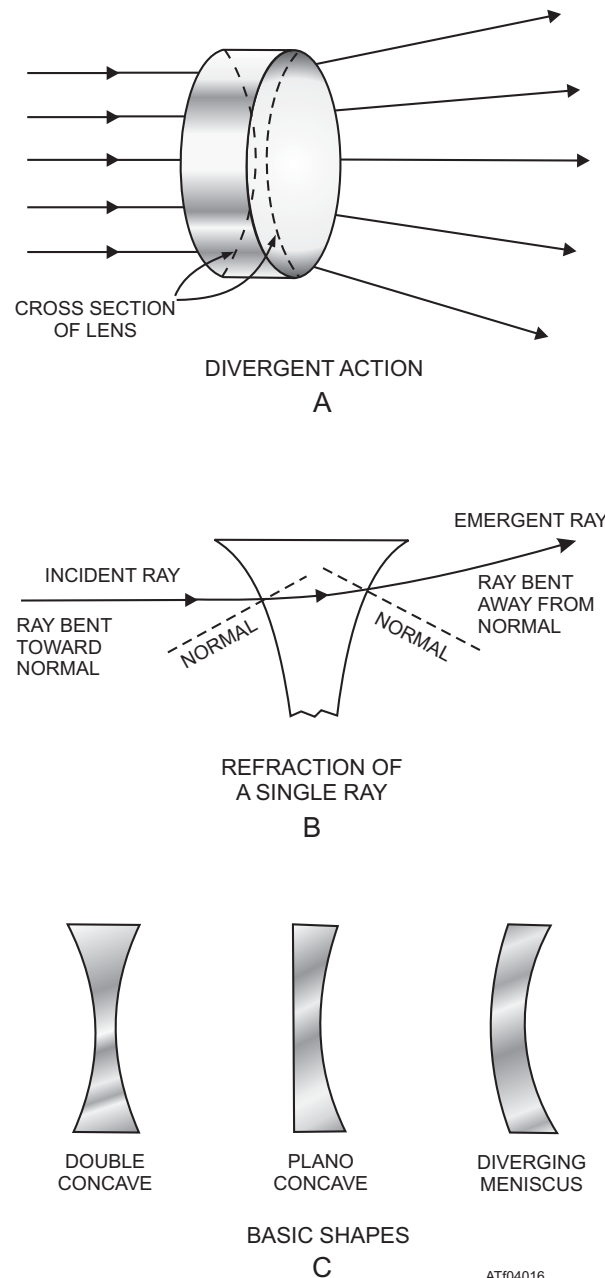 CROSS SECTION
OF LENS
DIVERGENT ACTION
A
EMERGENT RAY
INCIDENT RAY
RAY BENT
TOWARD
NORMAL
NORMAL
NORMAL
RAY BENT
AWAY FROM
NORMAL
REFRACTION OF
A SINGLE RAY
B
DOUBLE
CONCAVE
PLANO
CONCAVE
DIVERGING
MENISCUS
BASIC SHAPES
C
ATf04016